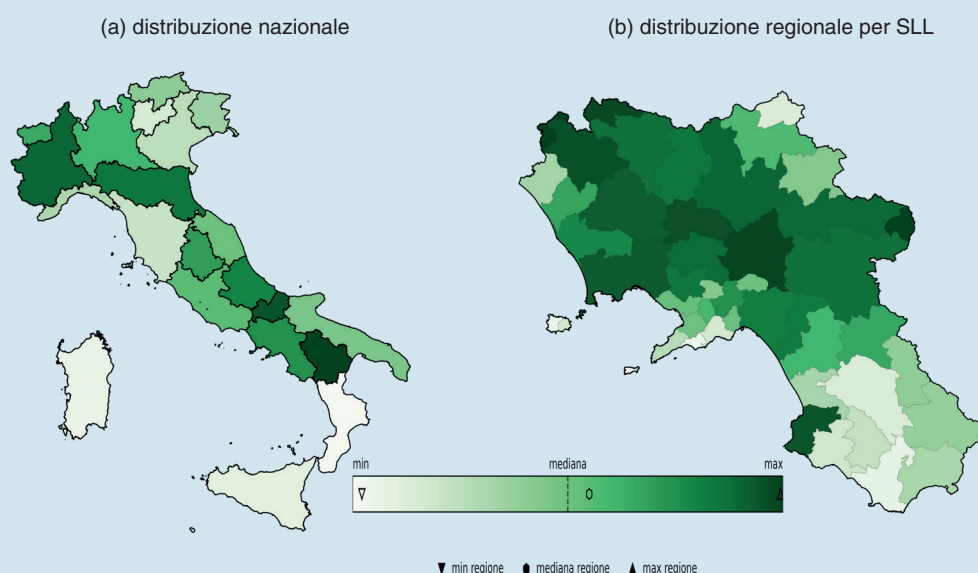 (a) distribuzione nazionale
(b) distribuzione regionale per SLL
min
mediana
max
min regione
mediana regione
max regione